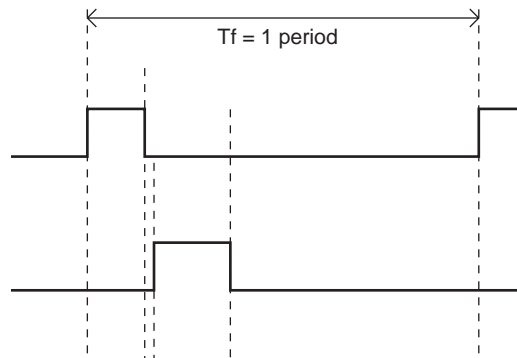 Tf = 1 period